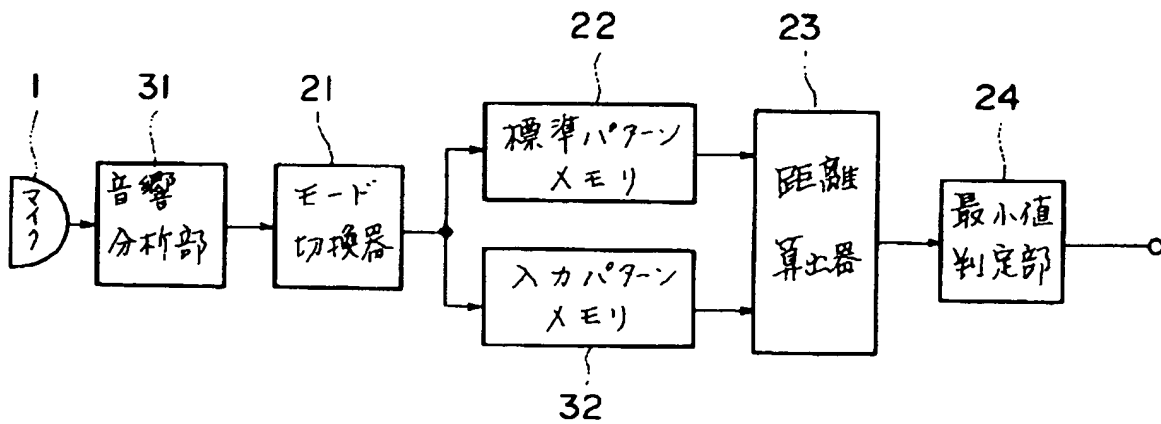 22
23
1
31
21
24
マイク
音響
分析部
モード
切換器
標準パターン
メモリ
入力パターン
メモリ
距離
算出器
最小値
判定部
32